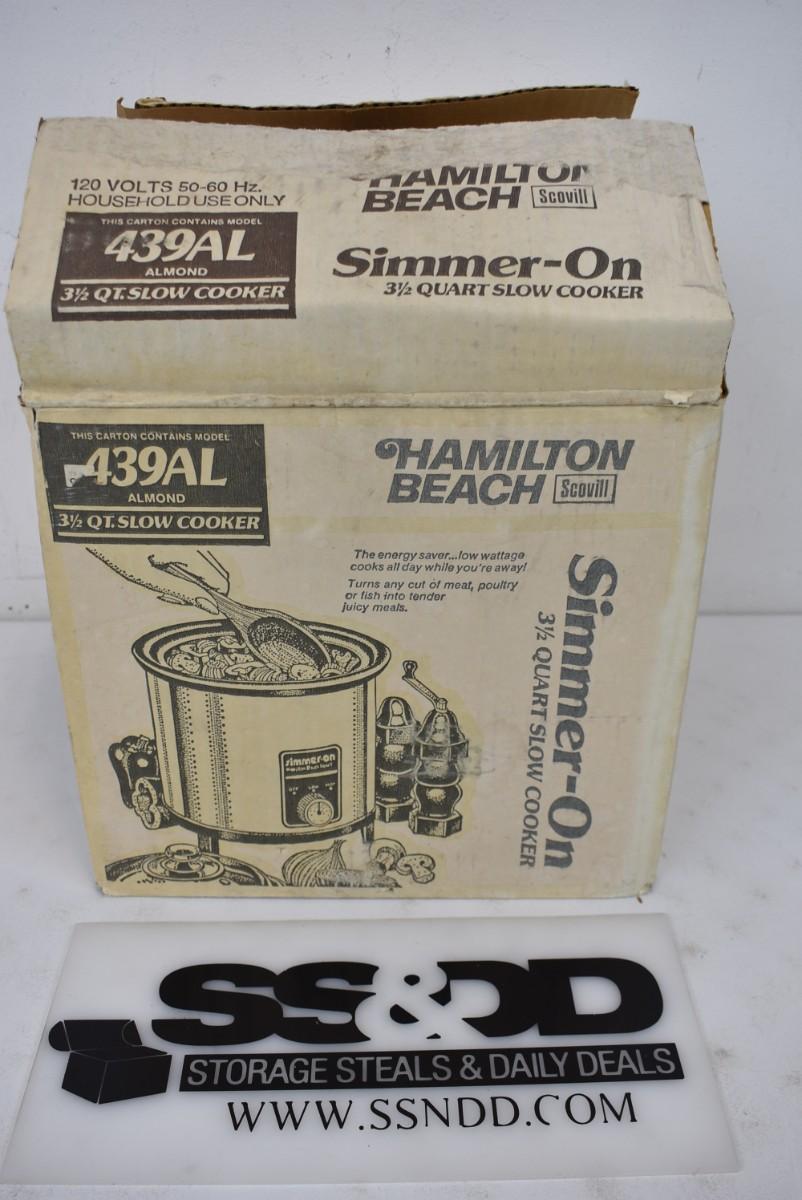 120 VOLTS 50-60 Hz.
HOUSEHOLD USE ONLY
THIS CARTON CONTAINS MODEL
439AL
ALMOND
3½ QT. SLOW COOKER
HAMILTON
BEACH Scovill
Simmer-On
3½ QUART SLOW COOKER
THIS CARTON CONTAINS MODEL
439AL
ALMOND
3½ QT. SLOW COOKER
HAMILTON
BEACH Scovill
The energy saver...low wattage
cooks all day while you're away!
Turns any cut of meat, poultry
or fish into tender
juicy meals.
Simmer-On
3½ QUART SLOW COOKER
simmer-on
OFF LOW HIGH
SS&DD
STORAGE STEALS & DAILY DEALS
WWW.SSNDD.COM